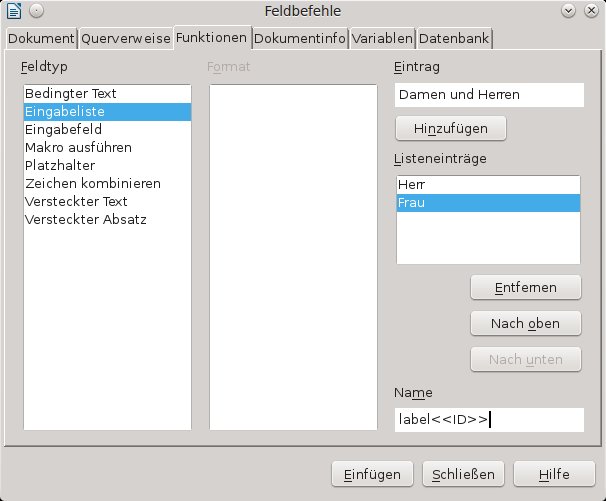 Feldbefehle
Dokument Querverweise Funktionen Dokumentinfo Variablen Datenbank
Feldtyp
Bedingter Text
Eingabeliste
Eingabefeld
Makro ausführen
Platzhalter
Zeichen kombinieren
Versteckter Text
Versteckter Absatz
Format
Eintrag
Damen und Herren
Hinzufügen
Listeneinträge
Herr
Frau
Entfernen
Nach oben
Nach unten
Name
label<<ID>>
Einfügen Schließen Hilfe